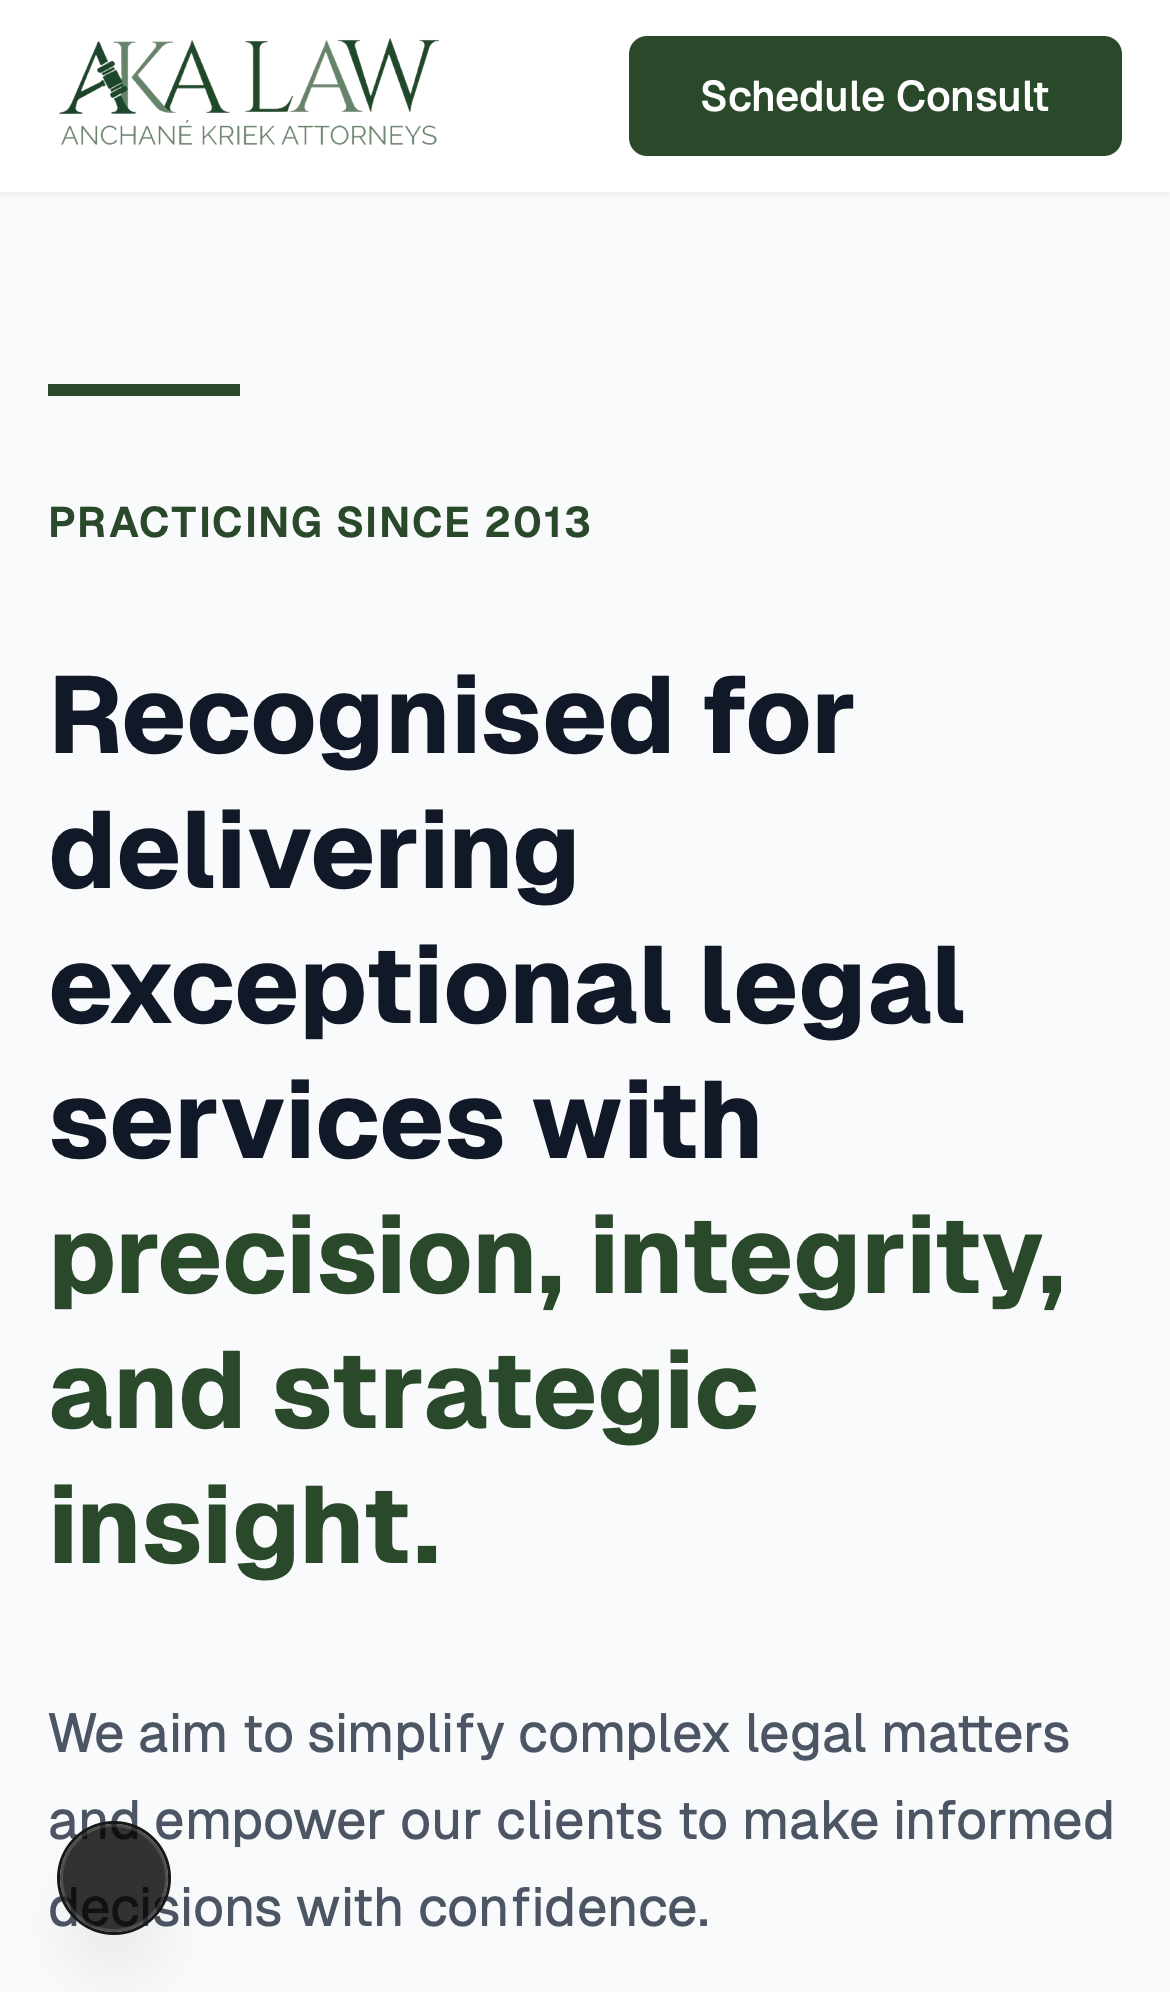 AKA LAW
ANCHANÉ KRIEK ATTORNEYS
Schedule Consult
PRACTICING SINCE 2013
Recognised for
delivering
exceptional legal
services with
precision, integrity,
and strategic
insight.
We aim to simplify complex legal matters
and empower our clients to make informed
decisions with confidence.